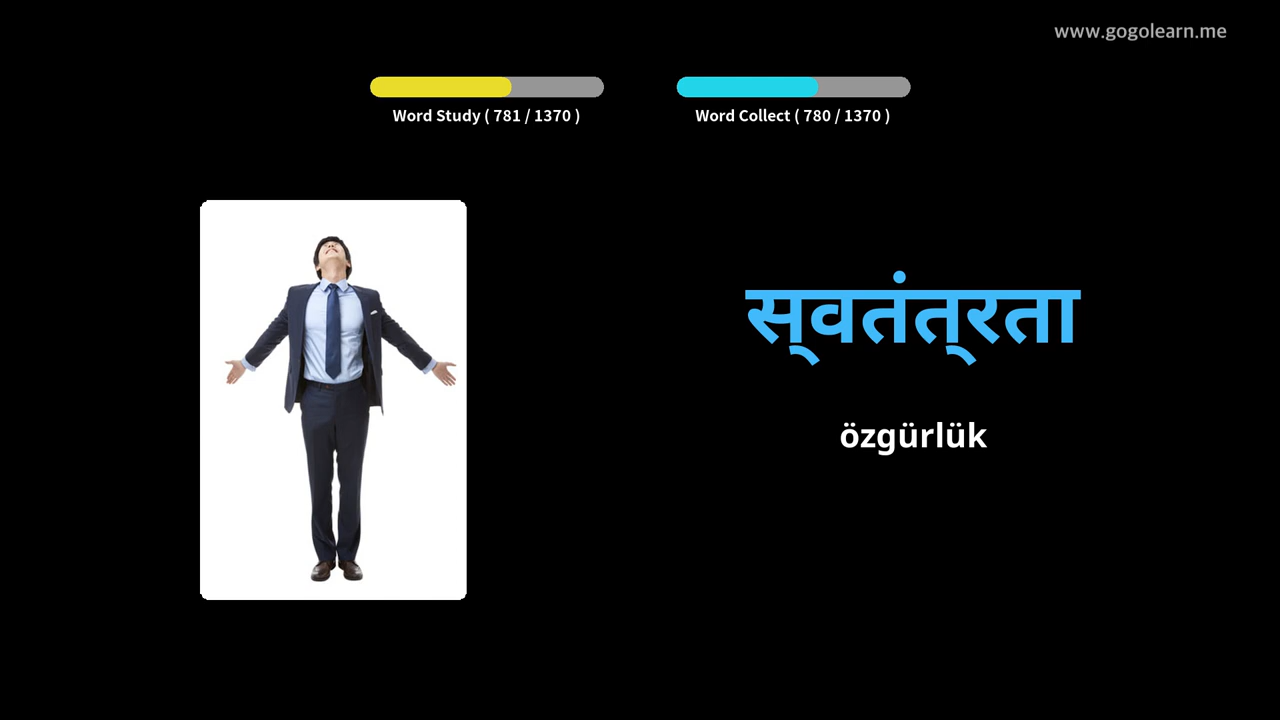 www.gogolearn.me
Word Study ( 781 / 1370 )
Word Collect ( 780 / 1370 )
स्वतंत्रता
özgürlük